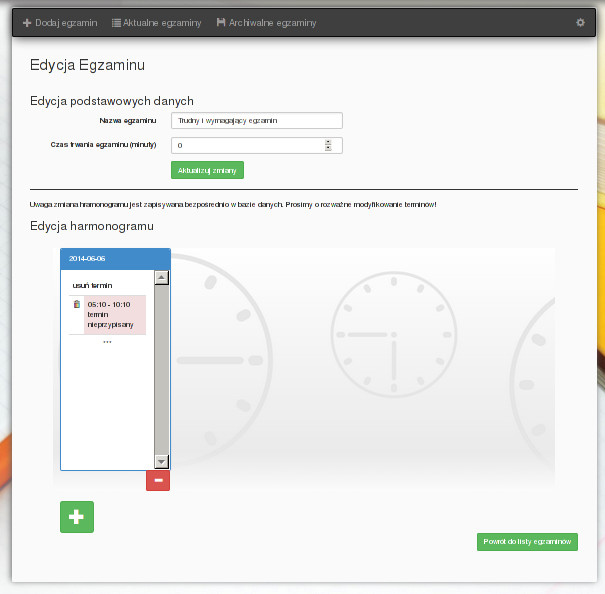 Dodaj egzamin Aktualne egzaminy Archiwalne egzaminy
Edycja Egzaminu
Edycja podstawowych danych
Nazwa egzaminu Trudny i wymagający egzamin
Czas trwania egzaminu (minuty) 0
Aktualizuj zmiany
Uwaga zmiana hramonogramu jest zapisywana bezpośrednio w bazie danych. Prosimy o rozważne modyfikowanie terminów!
Edycja harmonogramu
2014-06-06
usuń termin
06:10 - 10:10
termin
nieprzypisany
...
Powrót do listy egzaminów